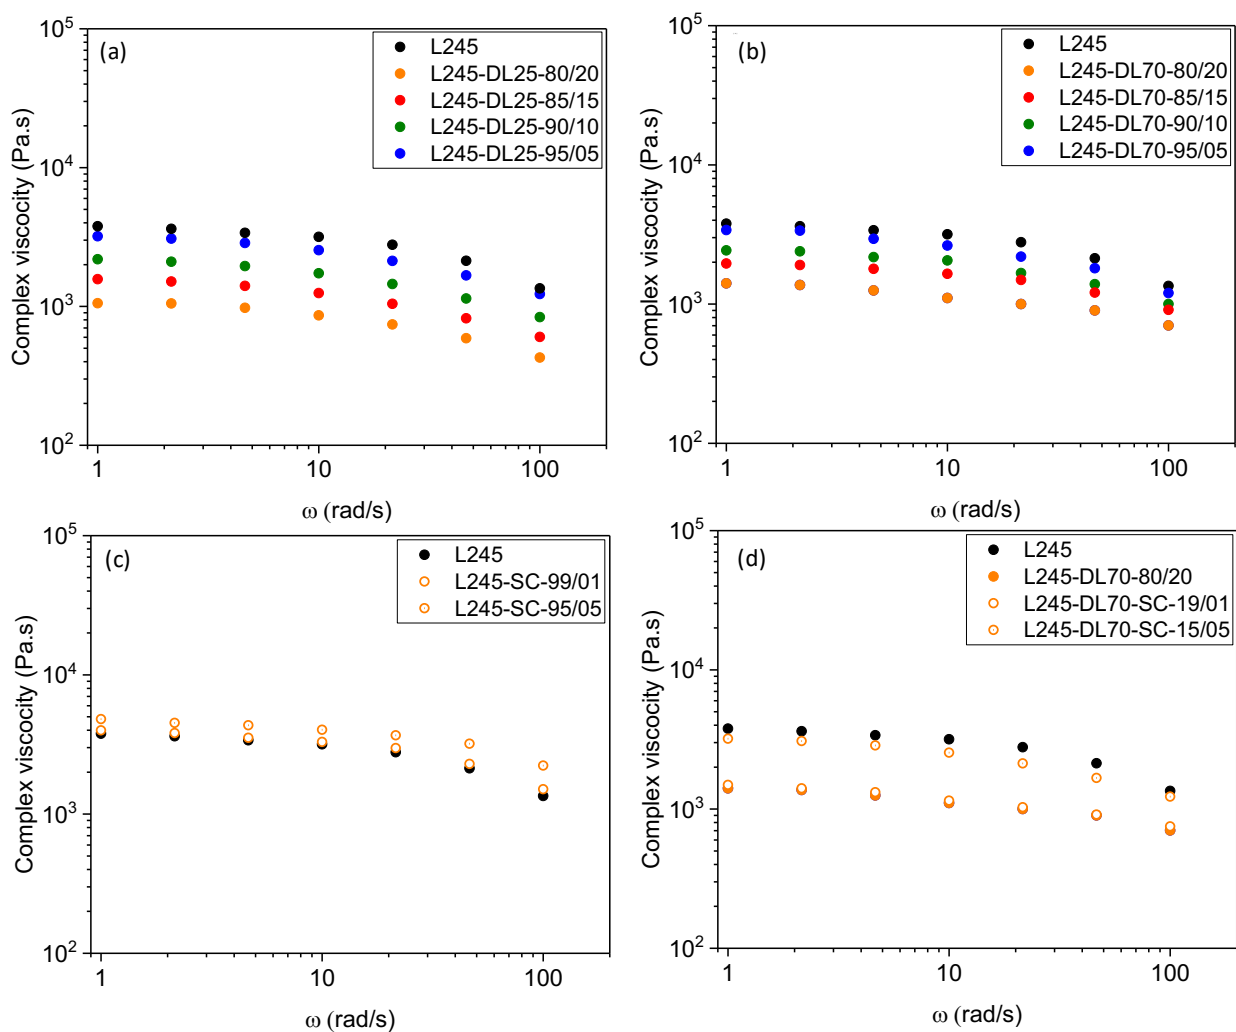 (a)
L245
L245-DL25-80/20
L245-DL25-85/15
L245-DL25-90/10
L245-DL25-95/05
Complex viscocity (Pa.s)
10^5
10^4
10^3
10^2
1
10
100
ω (rad/s)
(b)
L245
L245-DL70-80/20
L245-DL70-85/15
L245-DL70-90/10
L245-DL70-95/05
Complex viscocity (Pa.s)
10^5
10^4
10^3
10^2
1
10
100
ω (rad/s)
(c)
L245
L245-SC-99/01
L245-SC-95/05
Complex viscocity (Pa.s)
10^5
10^4
10^3
10^2
1
10
100
ω (rad/s)
(d)
L245
L245-DL70-80/20
L245-DL70-SC-19/01
L245-DL70-SC-15/05
Complex viscocity (Pa.s)
10^5
10^4
10^3
10^2
1
10
100
ω (rad/s)